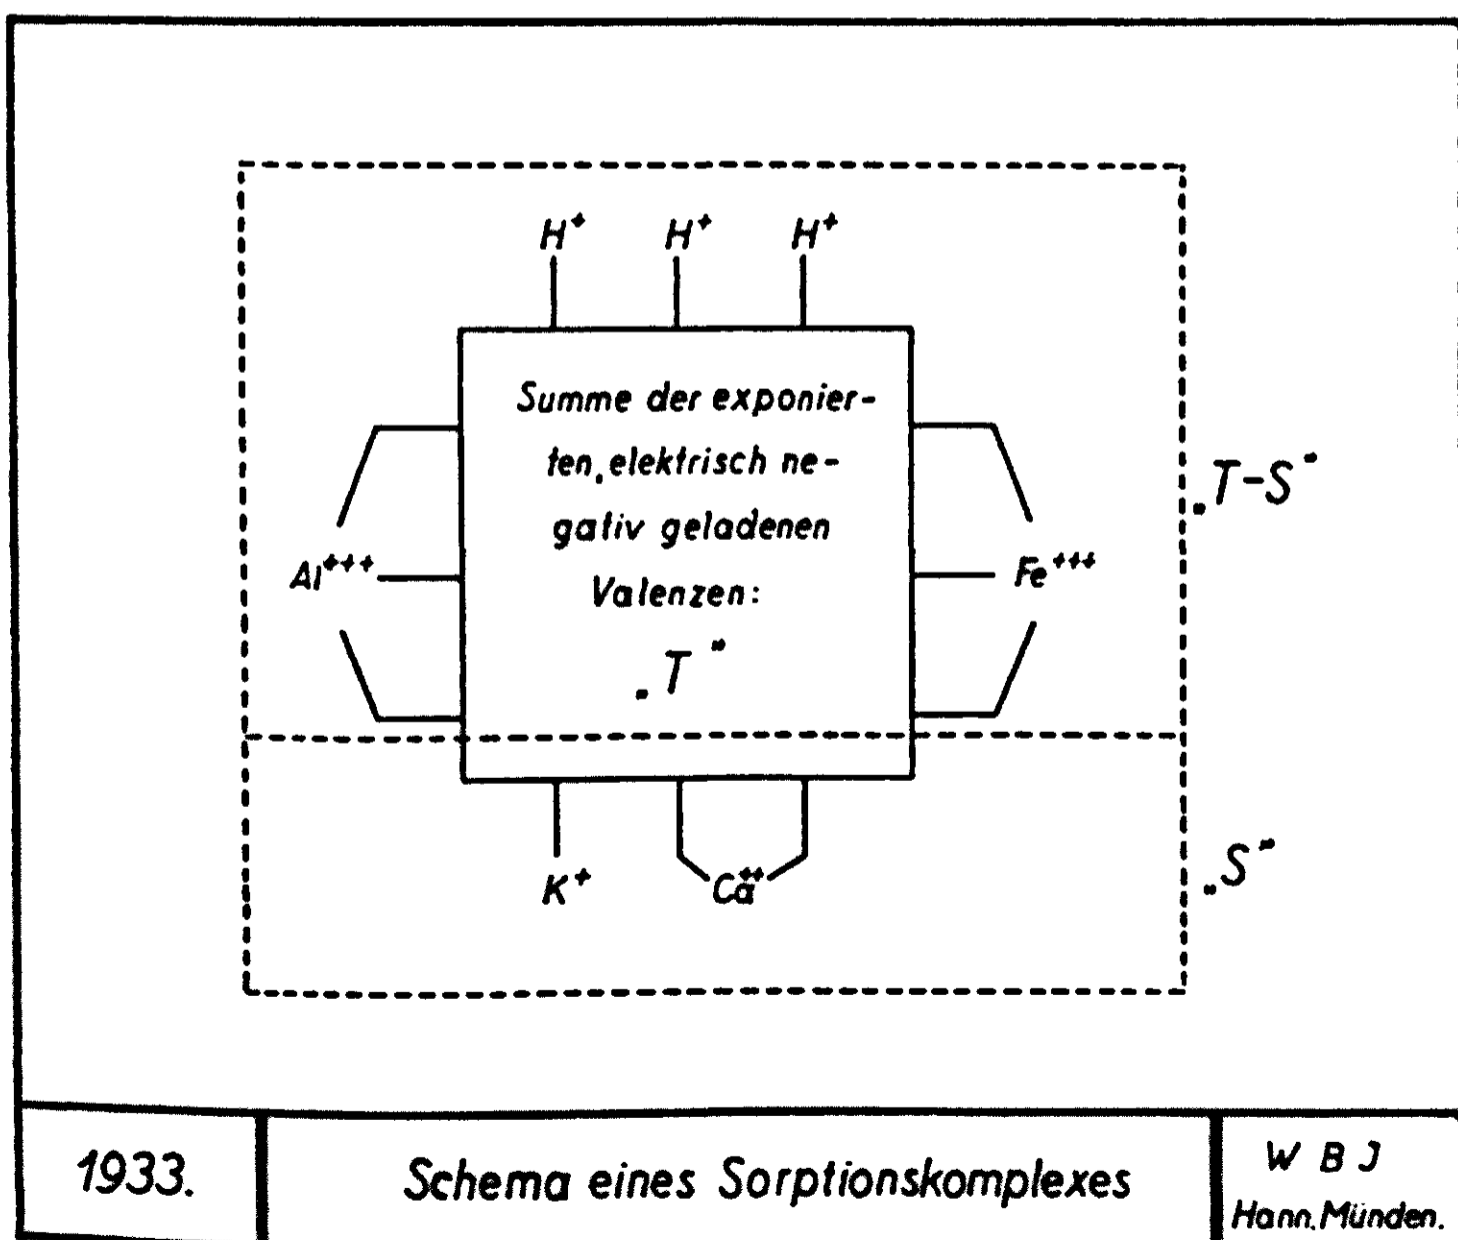 H⁺ H⁺ H⁺
Summe der exponier-
ten, elektrisch ne-
gativ geladenen
Valenzen:
„T"
Al⁺⁺⁺
Fe⁺⁺⁺
„T-S"
K⁺ Ca⁺⁺
„S"
1933.
Schema eines Sorptionskomplexes
W B J
Hann. Münden.